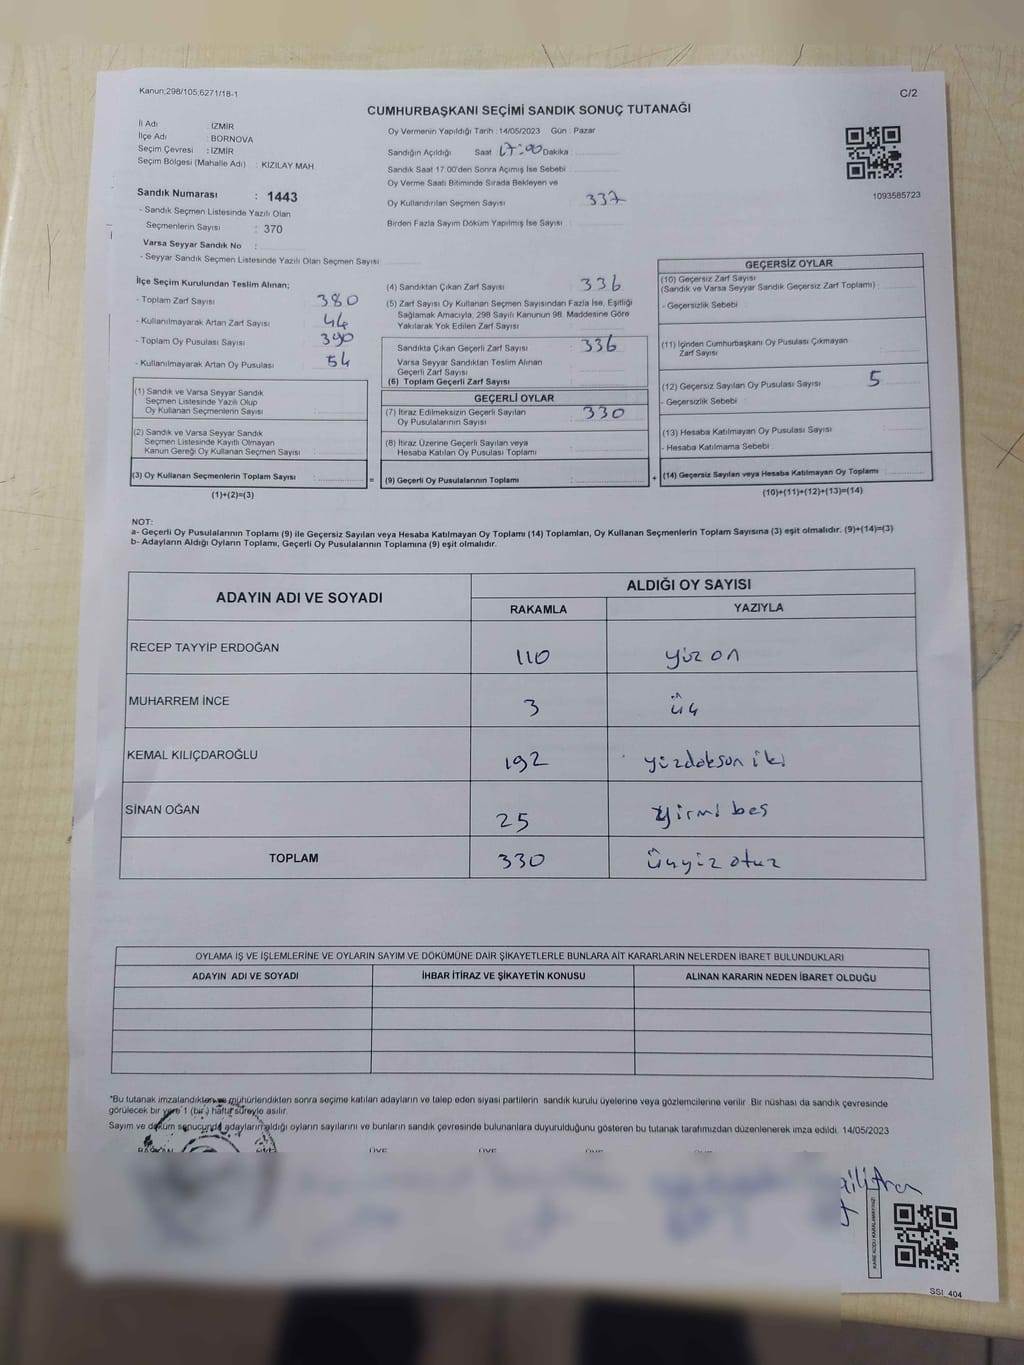 Kanun;298/105,6271/18-1
C/2
CUMHURBAŞKANI SEÇİMİ SANDIK SONUÇ TUTANAĞI
İl Adı : İZMİR
İlçe Adı : BORNOVA
Seçim Çevresi : İZMİR
Seçim Bölgesi (Mahalle Adı) : KIZILAY MAH.
Sandık Numarası : 1443
- Sandık Seçmen Listesinde Yazılı Olan
Seçmenlerin Sayısı : 370
Varsa Seyyar Sandık No :
- Seyyar Sandık Seçmen Listesinde Yazılı Olan Seçmen Sayısı :
Oy Vermenin Yapıldığı Tarih : 14/05/2023 Gün : Pazar
Sandığın Açıldığı Saat 17:00 Dakika :
Sandık Saat 17:00'den Sonra Açılmış İse Sebebi :
Oy Verme Saati Bitiminde Sırada Bekleyen ve
Oy Kullandırılan Seçmen Sayısı : 337
Birden Fazla Sayım Döküm Yapılmış İse Sayısı :
1093585723
İlçe Seçim Kurulundan Teslim Alınan;
- Toplam Zarf Sayısı : 380
- Kullanılmayarak Artan Zarf Sayısı : 44
- Toplam Oy Pusulası Sayısı : 390
- Kullanılmayarak Artan Oy Pusulası : 54
(1) Sandık ve Varsa Seyyar Sandık
Seçmen Listesinde Yazılı Olup
Oy Kullanan Seçmenlerin Sayısı :
(2) Sandık ve Varsa Seyyar Sandık
Seçmen Listesinde Kayıtlı Olmayan
Kanun Gereği Oy Kullanan Seçmen Sayısı :
(3) Oy Kullanan Seçmenlerin Toplam Sayısı :
(1)+(2)=(3)
(4) Sandıktan Çıkan Zarf Sayısı : 336
(5) Zarf Sayısı Oy Kullanan Seçmen Sayısından Fazla İse, Eşitliği
Sağlamak Amacıyla, 298 Sayılı Kanunun 98. Maddesine Göre
Yakılarak Yok Edilen Zarf Sayısı :
Sandıkta Çıkan Geçerli Zarf Sayısı : 336
Varsa Seyyar Sandıktan Teslim Alınan
Geçerli Zarf Sayısı :
(6) Toplam Geçerli Zarf Sayısı :
GEÇERLİ OYLAR
(7) İtiraz Edilmeksizin Geçerli Sayılan : 330
Oy Pusulalarının Sayısı
(8) İtiraz Üzerine Geçerli Sayılan veya
Hesaba Katılan Oy Pusulası Toplamı :
= (9) Geçerli Oy Pusulalarının Toplamı :
GEÇERSİZ OYLAR
(10) Geçersiz Zarf Sayısı
(Sandık ve Varsa Seyyar Sandık Geçersiz Zarf Toplamı) :
- Geçersizlik Sebebi :
(11) İçinden Cumhurbaşkanı Oy Pusulası Çıkmayan
Zarf Sayısı :
(12) Geçersiz Sayılan Oy Pusulası Sayısı : 5
- Geçersizlik Sebebi :
(13) Hesaba Katılmayan Oy Pusulası Sayısı :
- Hesaba Katılmama Sebebi :
+ (14) Geçersiz Sayılan veya Hesaba Katılmayan Oy Toplamı :
(10)+(11)+(12)+(13)=(14)
NOT:
a- Geçerli Oy Pusulalarının Toplamı (9) ile Geçersiz Sayılan veya Hesaba Katılmayan Oy Toplamı (14) Toplamları, Oy Kullanan Seçmenlerin Toplam Sayısına (3) eşit olmalıdır. (9)+(14)=(3)
b- Adayların Aldığı Oyların Toplamı, Geçerli Oy Pusulalarının Toplamına (9) eşit olmalıdır.
ADAYIN ADI VE SOYADI ALDIĞI OY SAYISI
RAKAMLA YAZIYLA
RECEP TAYYİP ERDOĞAN 110 yüz on
MUHARREM İNCE 3 üç
KEMAL KILIÇDAROĞLU 192 yüzdoksan iki
SİNAN OĞAN 25 yirmi beş
TOPLAM 330 üçyüz otuz
OYLAMA İŞ VE İŞLEMLERİNE VE OYLARIN SAYIM VE DÖKÜMÜNE DAİR ŞİKAYETLERLE BUNLARA AİT KARARLARIN NELERDEN İBARET BULUNDUKLARI
ADAYIN ADI VE SOYADI İHBAR İTİRAZ VE ŞİKAYETİN KONUSU ALINAN KARARIN NEDEN İBARET OLDUĞU
*Bu tutanak imzalandıktan ve mühürlendikten sonra seçime katılan adayların ve talep eden siyasi partilerin sandık kurulu üyelerine veya gözlemcilerine verilir. Bir nüshası da sandık çevresinde
görülecek bir yere 1 (bir) hafta süreyle asılır.
Sayım ve döküm sonucunda adayların aldığı oyların sayılarını ve bunların sandık çevresinde bulunanlara duyurulduğunu gösteren bu tutanak tarafımızdan düzenlenerek imza edildi. 14/05/2023
BAŞKAN ÜYE ÜYE ÜYE ÜYE
KARE KODU KARALAMAYINIZ!
SSI_404